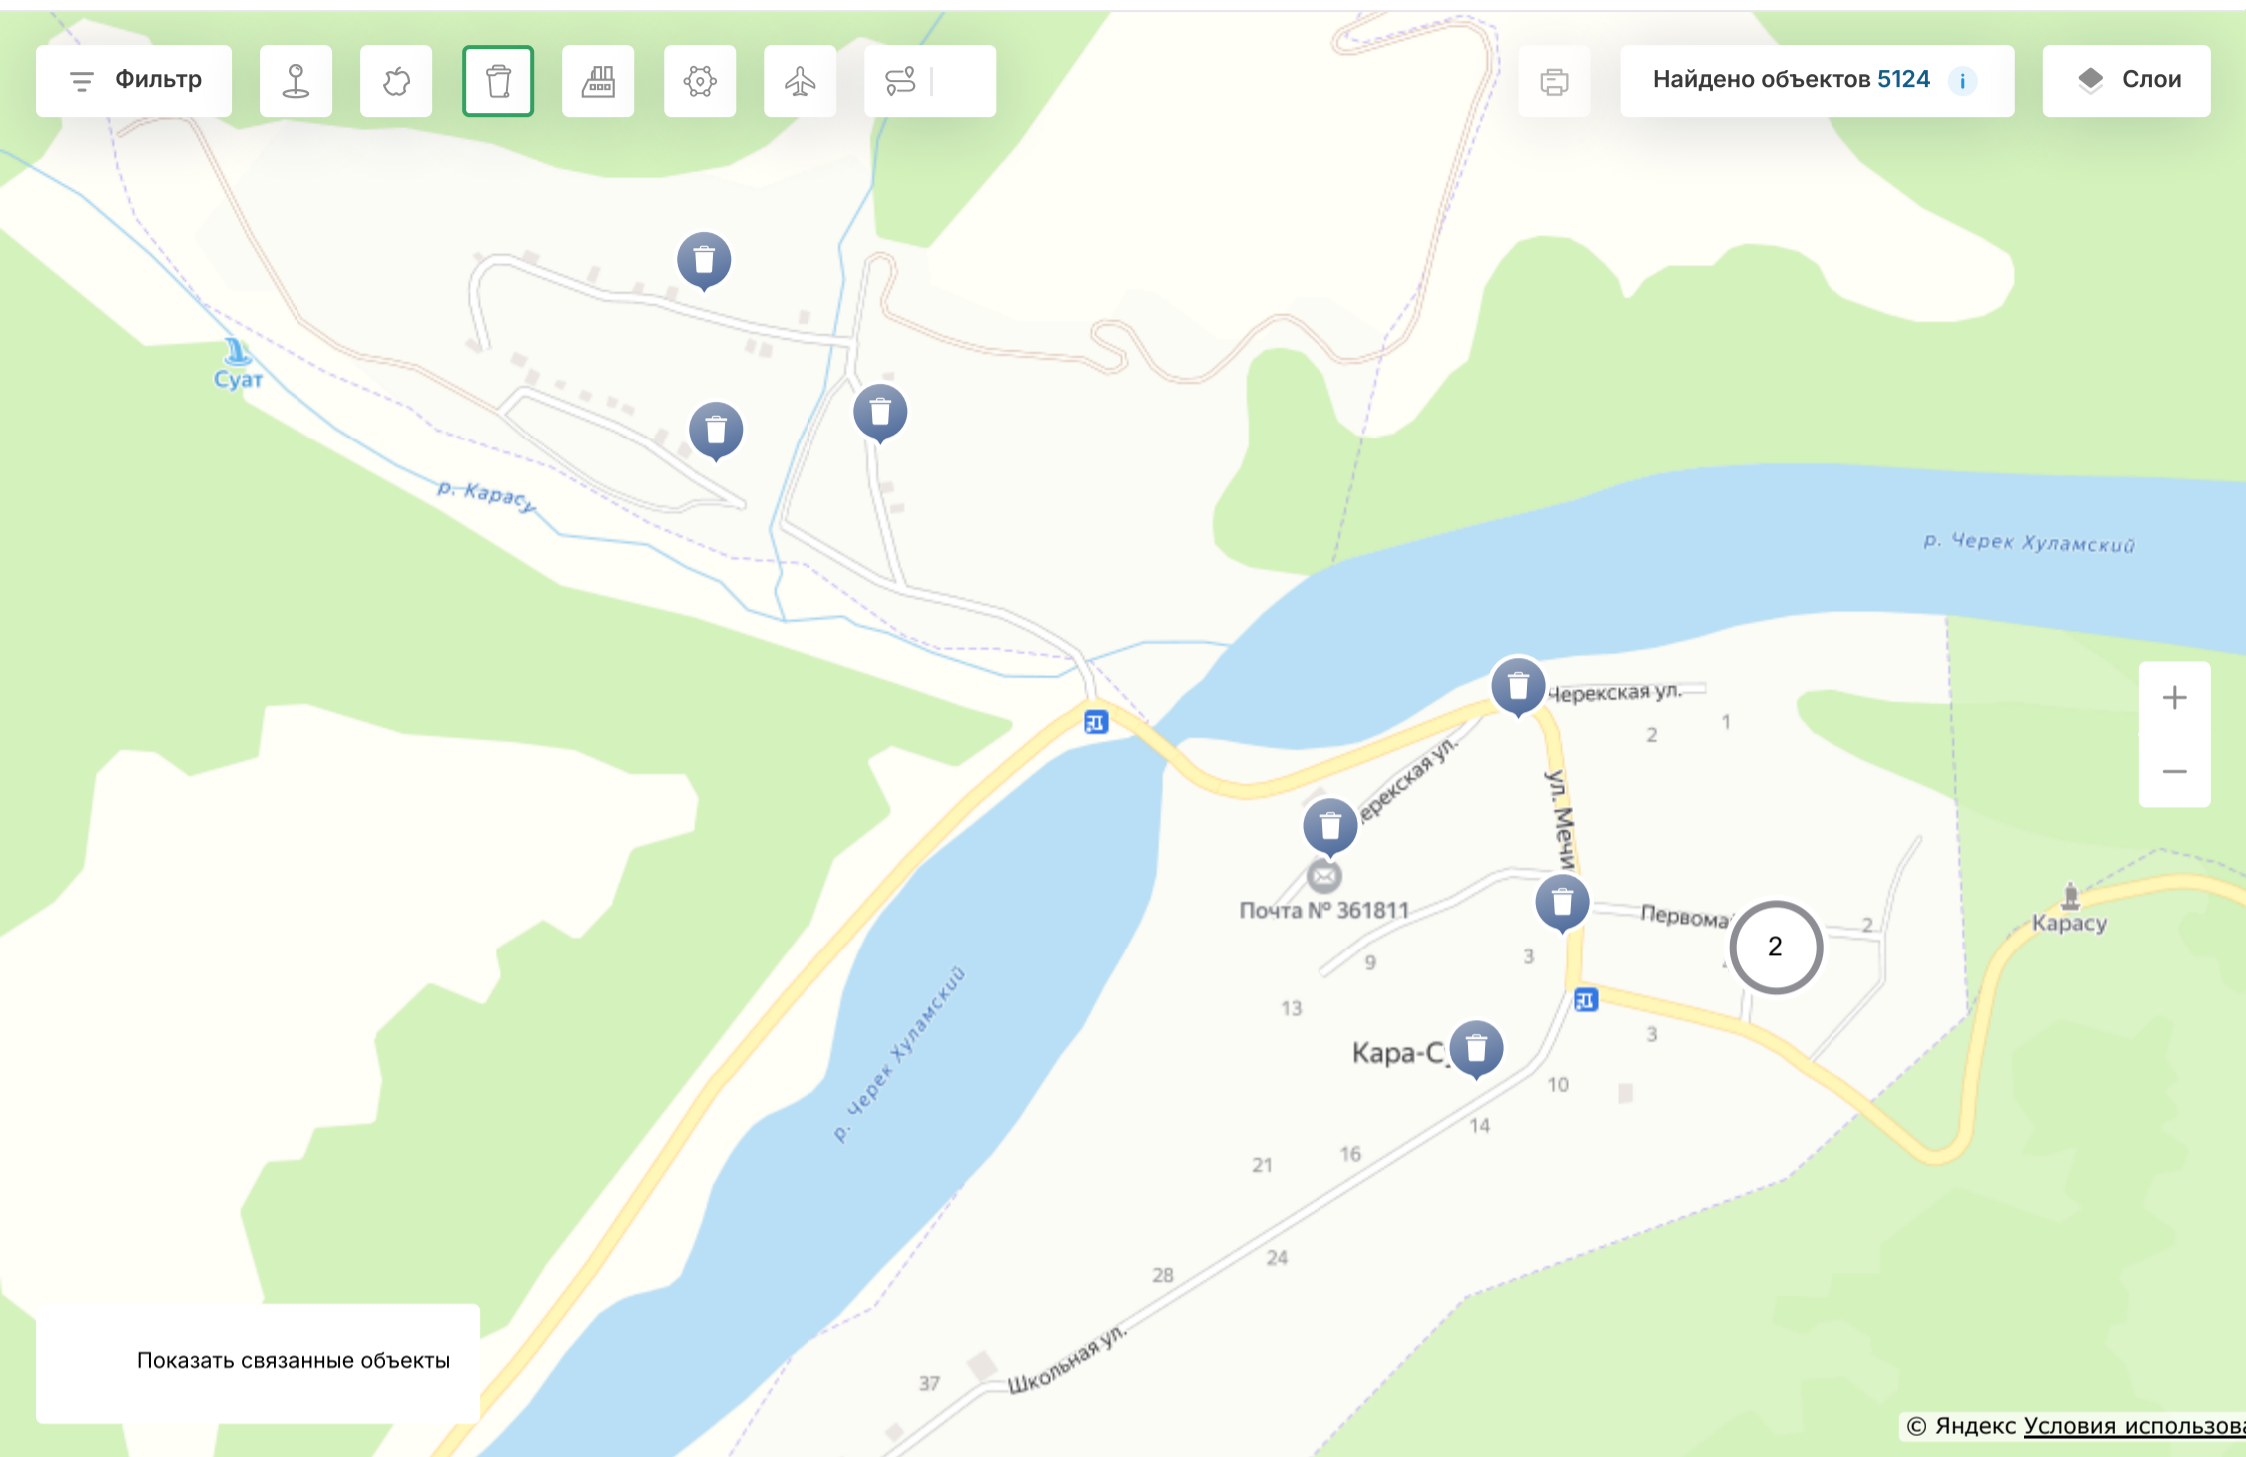 Фильтр
Найдено объектов 5124
i
Слои
Суат
р. Карасу
р. Черек Хуламский
Черекская ул.
1
2
ул. Мечи
Почта № 361811
Первома
2
2
Карасу
9
3
13
3
р. Черек Хуламский
Кара-С
10
14
16
21
24
28
Школьная ул.
37
Показать связанные объекты
© Яндекс Условия использова